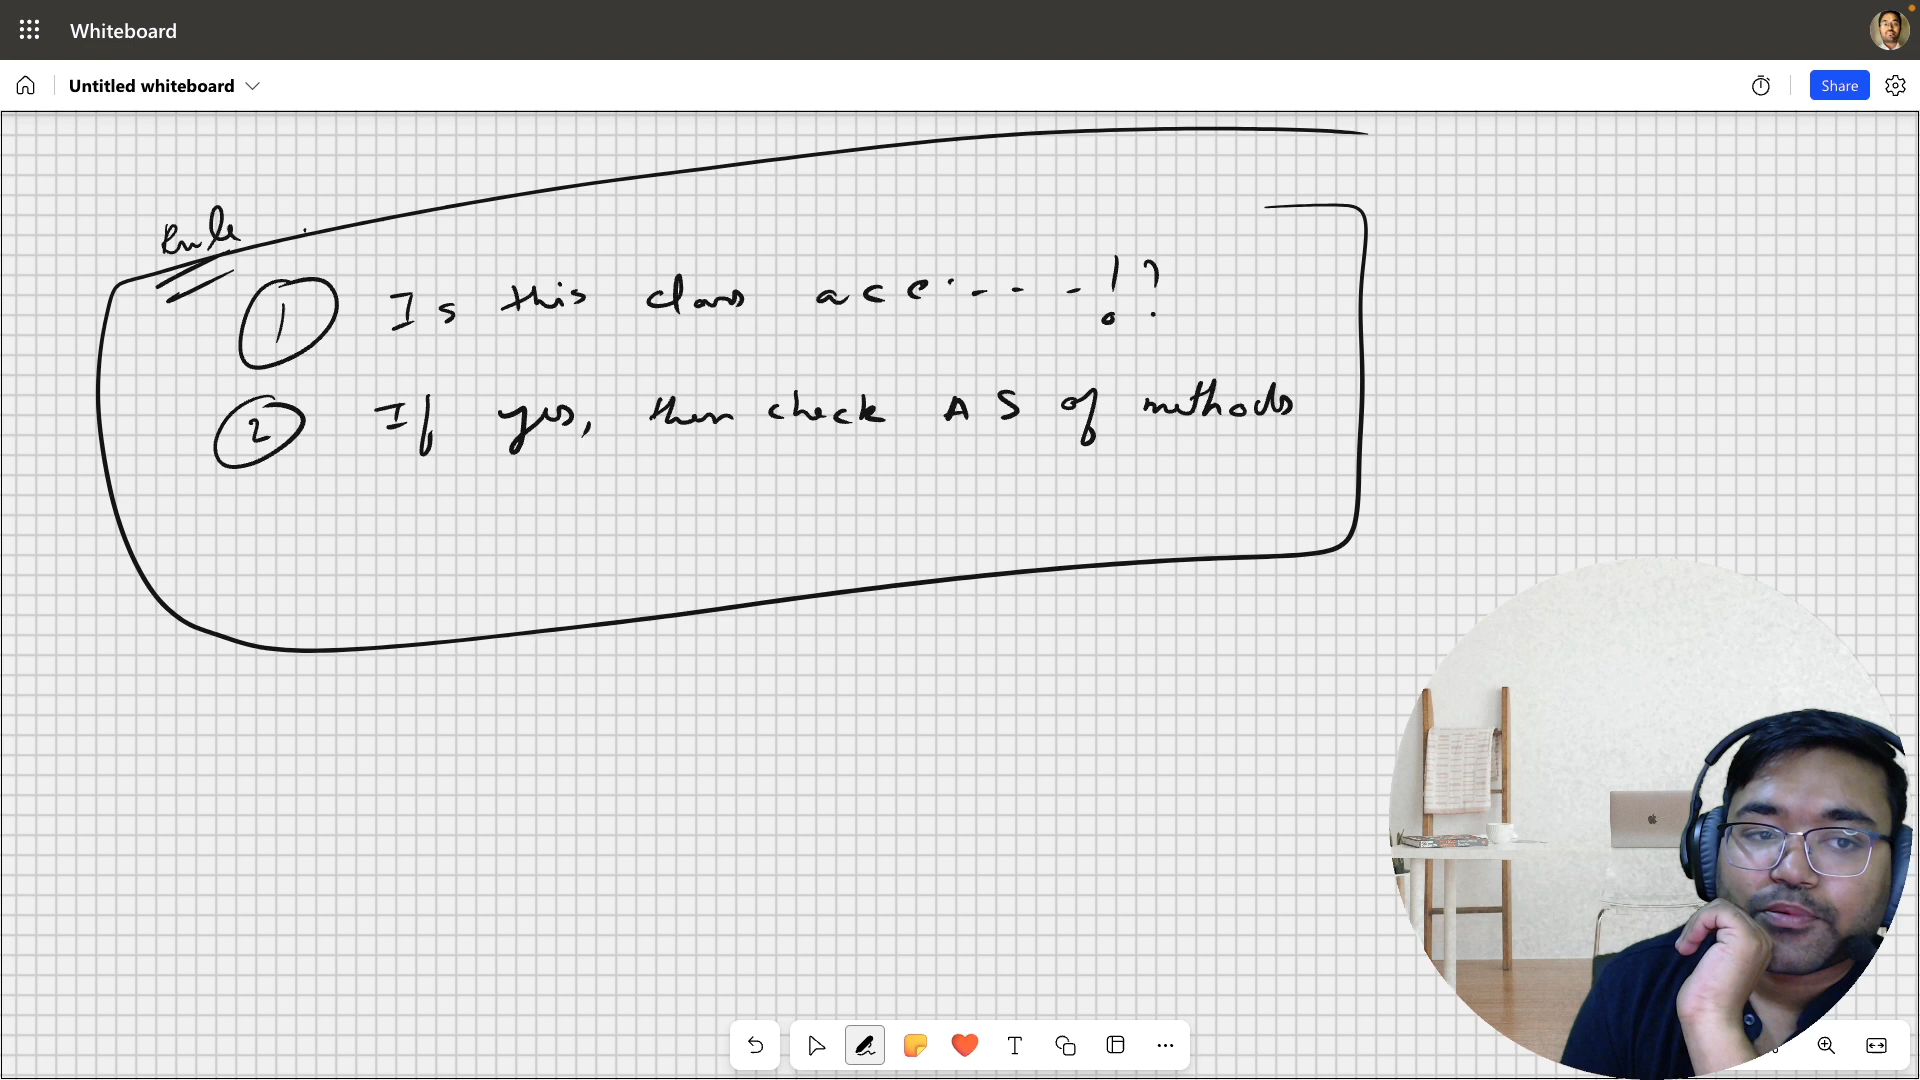 Whiteboard
Untitled whiteboard
Share
Rule
1 Is this class acc. - - - !?
2 If yes, then check AS of methods
T